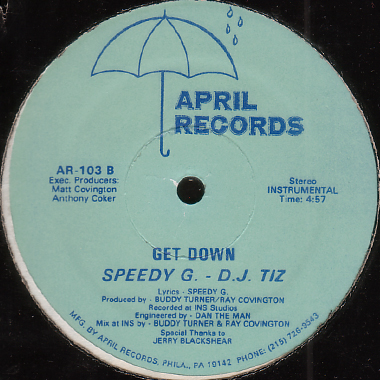 APRIL
RECORDS
AR-103 B
Exec. Producers:
Matt Covington
Anthony Coker
Stereo
INSTRUMENTAL
Time: 4:57
GET DOWN
SPEEDY G. - D.J. TIZ
Lyrics - SPEEDY G.
Produced by - BUDDY TURNER/RAY COVINGTON
Recorded at INS Studios
Engineered by - DAN THE MAN
Mix at INS by - BUDDY TURNER & RAY COVINGTON
Special Thanks to
JERRY BLACKSHEAR
MFG. BY APRIL RECORDS, PHILA., PA 19142 PHONE: (215) 726-9543